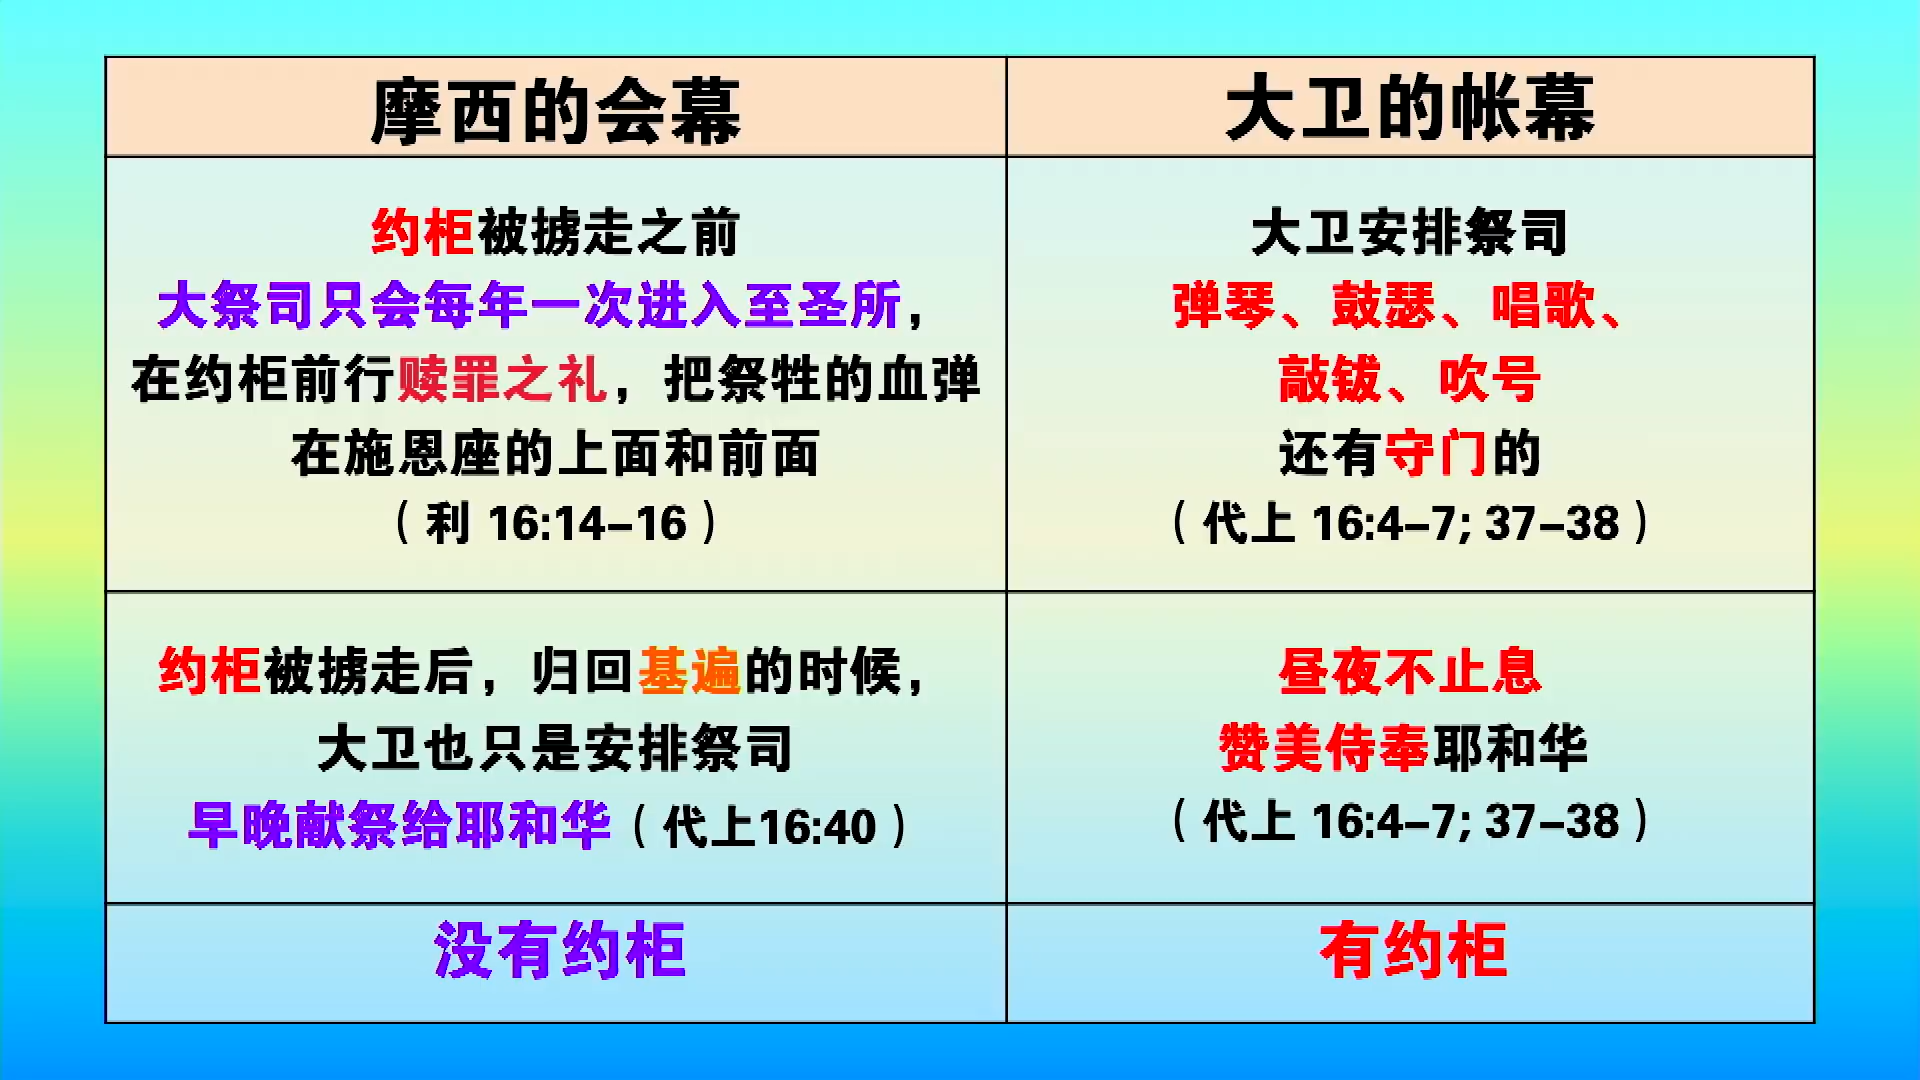 摩西的会幕
大卫的帐幕
约柜被掳走之前
大祭司只会每年一次进入至圣所，
在约柜前行赎罪之礼，把祭牲的血弹
在施恩座的上面和前面
（利 16:14-16）
大卫安排祭司
弹琴、鼓瑟、唱歌、
敲钹、吹号
还有守门的
（代上 16:4-7; 37-38）
约柜被掳走后，归回基遍的时候，
大卫也只是安排祭司
早晚献祭给耶和华（代上16:40）
昼夜不止息
赞美侍奉耶和华
（代上 16:4-7; 37-38）
没有约柜
有约柜